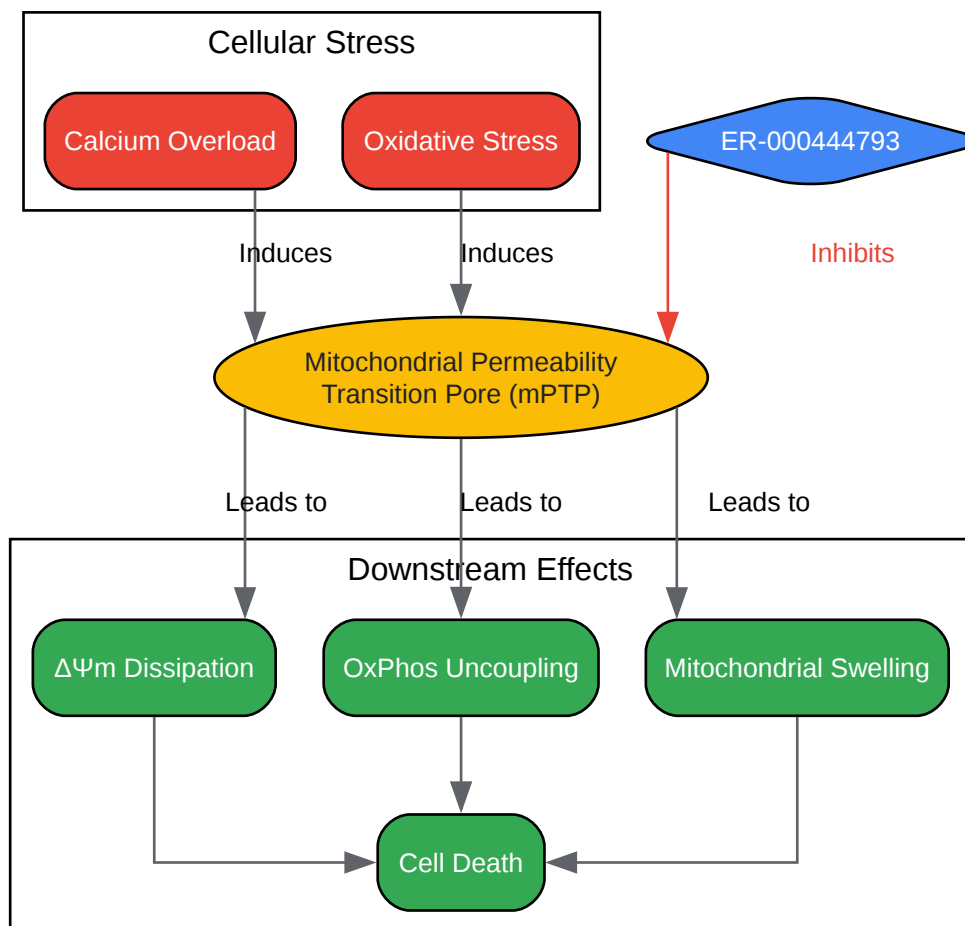 Cellular Stress
Calcium Overload
Oxidative Stress
ER-000444793
Induces
Induces
Inhibits
Mitochondrial Permeability
Transition Pore (mPTP)
Leads to
Leads to
Leads to
Downstream Effects
ΔΨm Dissipation
OxPhos Uncoupling
Mitochondrial Swelling
Cell Death